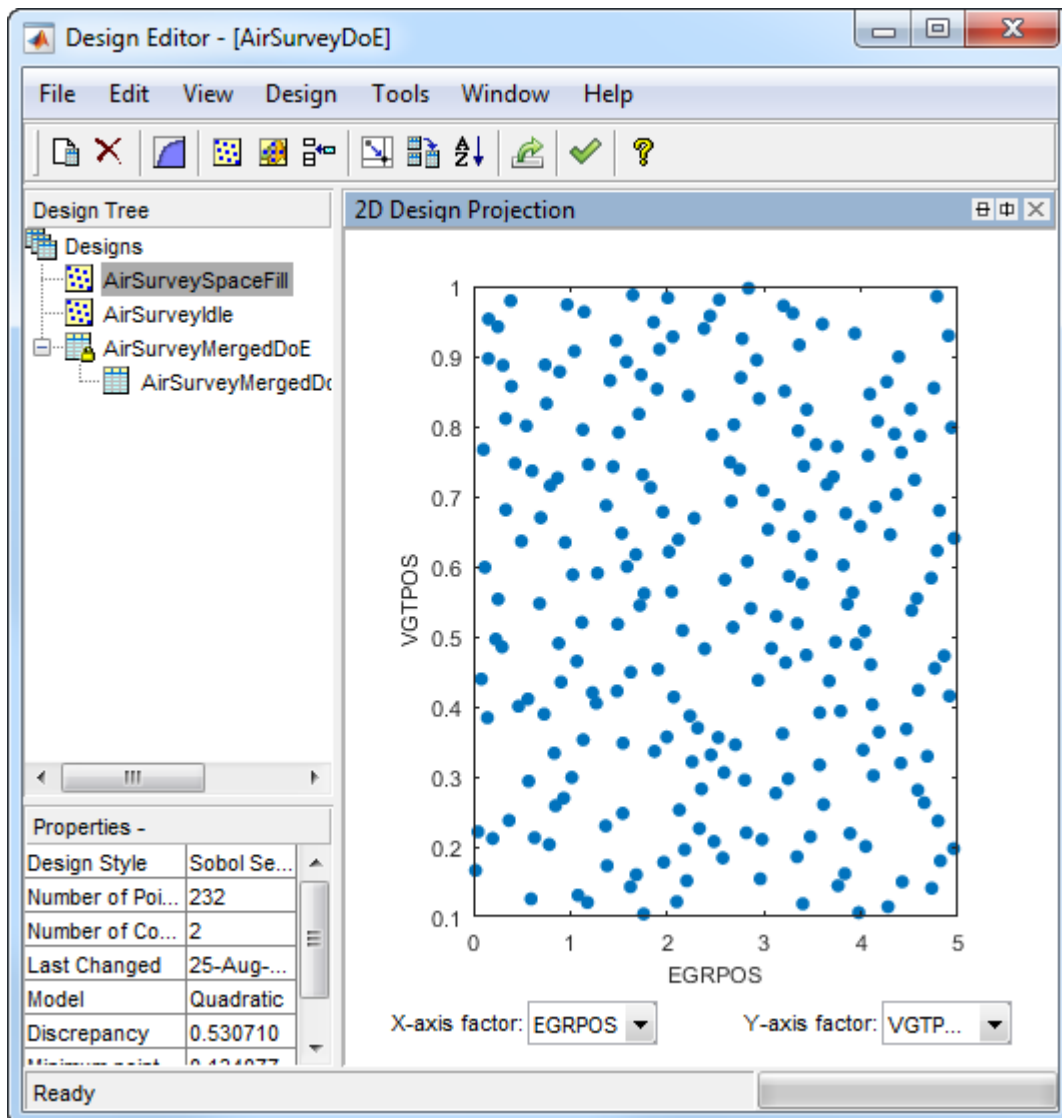 Design Editor - [AirSurveyDoE]
File Edit View Design Tools Window Help
Design Tree
Designs
AirSurveySpaceFill
AirSurveyIdle
AirSurveyMergedDoE
AirSurveyMergedDo
Properties -
Design Style Sobol Se...
Number of Poi... 232
Number of Co... 2
Last Changed 25-Aug-...
Model Quadratic
Discrepancy 0.530710
2D Design Projection
1
0.9
0.8
0.7
0.6
0.5
0.4
0.3
0.2
0.1
VGTPOS
0 1 2 3 4 5
EGRPOS
X-axis factor: EGRPOS Y-axis factor: VGTP...
Ready